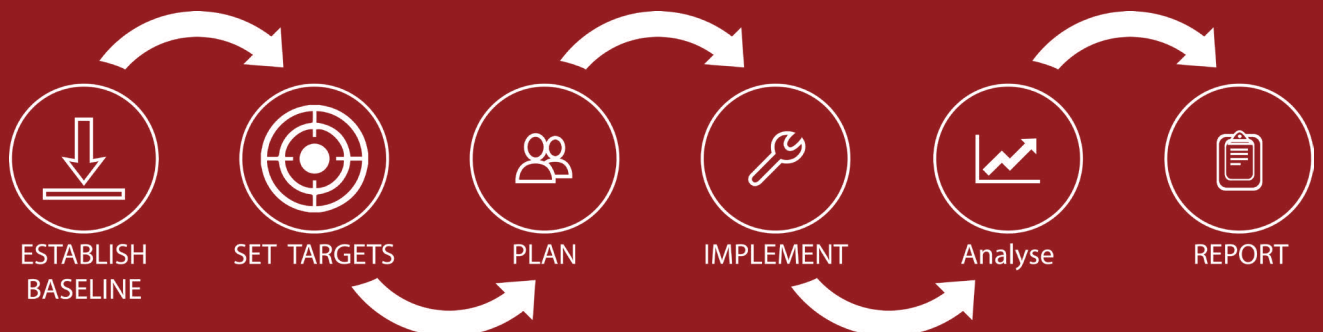 ESTABLISH
BASELINE
SET TARGETS
PLAN
IMPLEMENT
Analyse
REPORT